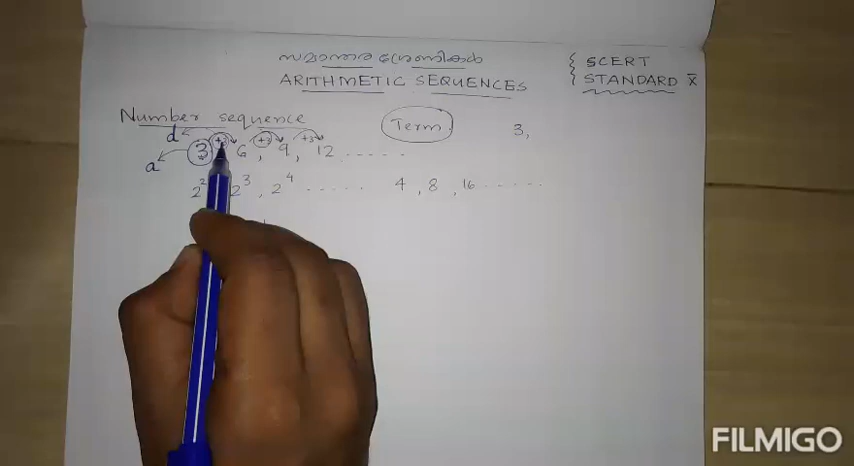 സമാന്തര ശ്രേണികൾ
ARITHMETIC SEQUENCES
SCERT
STANDARD X
Number sequence
Term
3,
d
+3 +3 +3
3 6 , 9 , 12 ......
a
2² 2³ , 2⁴ ...... 4 , 8 , 16 ......
FILMIGO